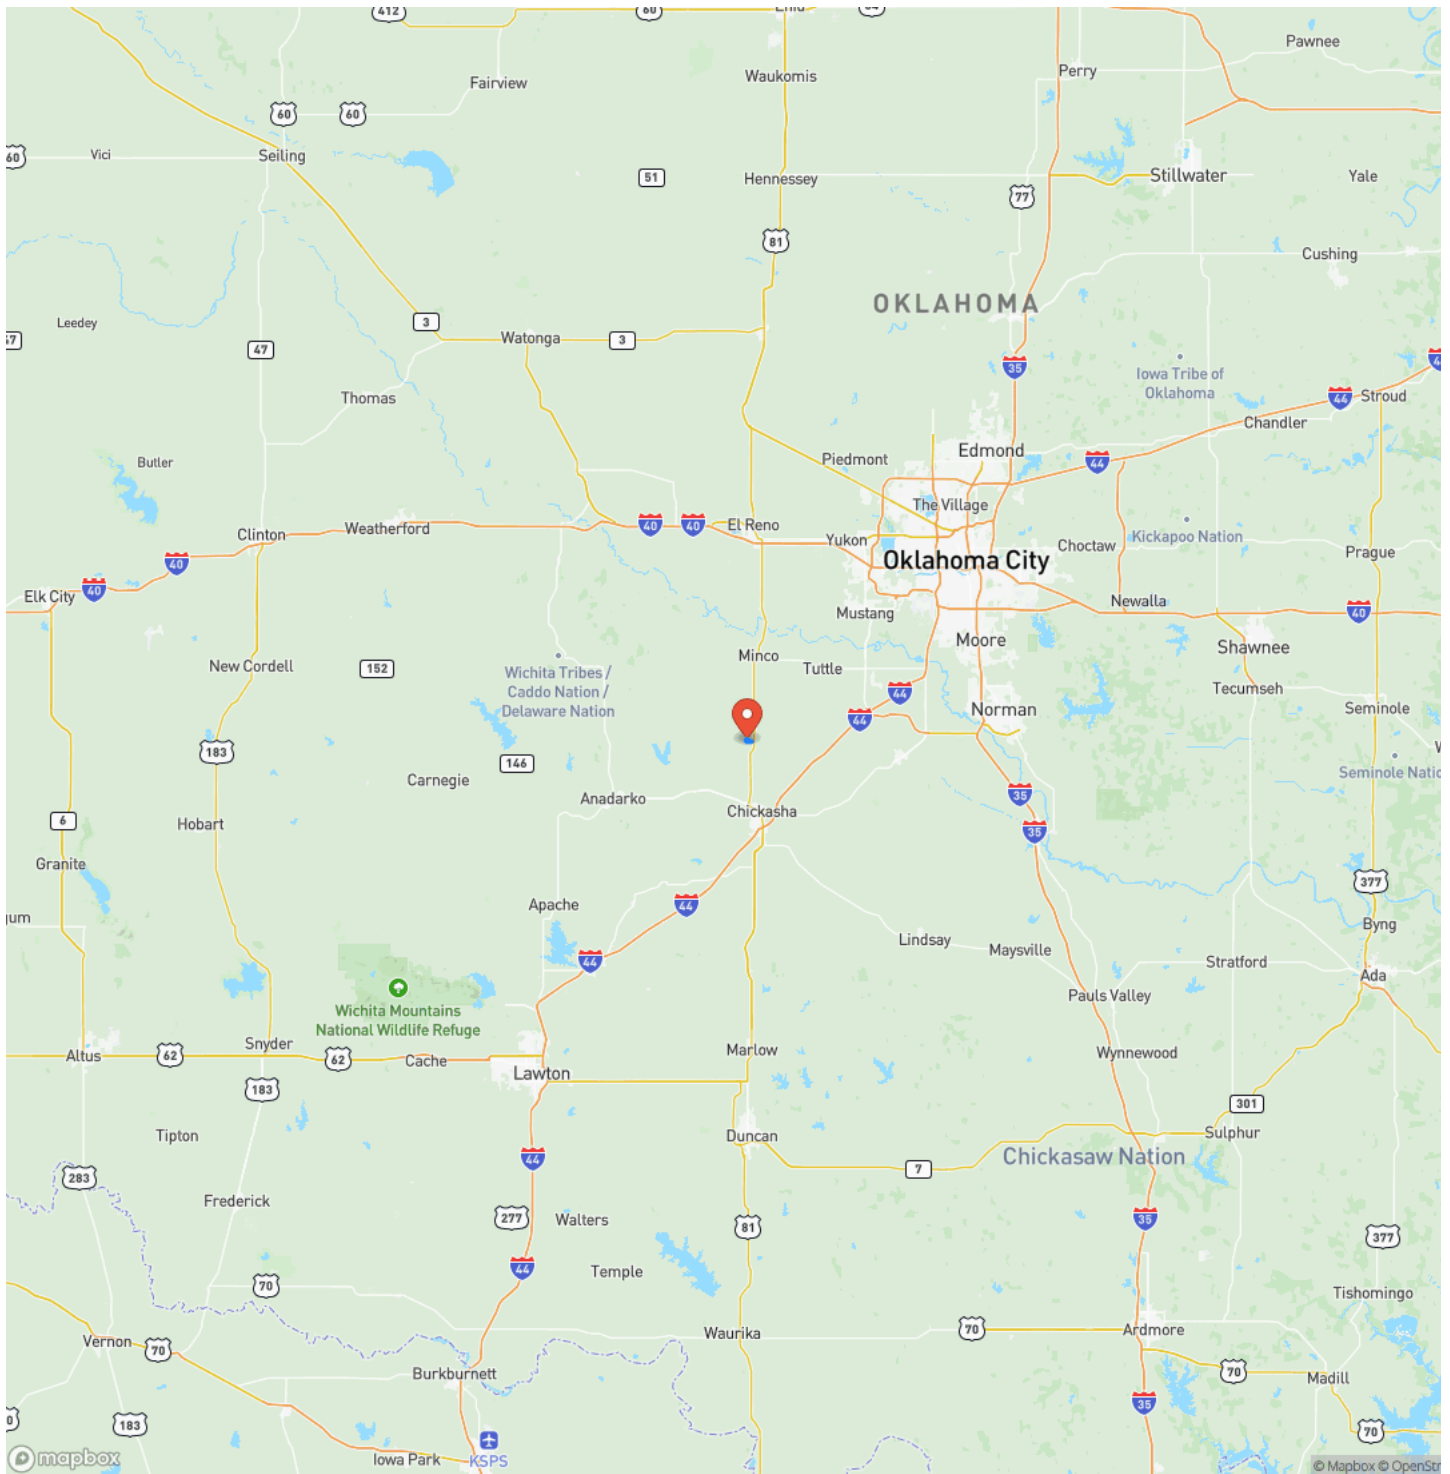 412
60
Enid
64
Pawnee
Perry
Waukomis
Fairview
60
60
60
Vici
Seiling
51
Hennessey
77
Stillwater
Yale
81
Cushing
OKLAHOMA
Leedey
3
Watonga
3
47
35
Iowa Tribe of
Oklahoma
44
Stroud
Thomas
Chandler
Butler
Piedmont
Edmond
44
The Village
Clinton
Weatherford
40
40
El Reno
Yukon
Choctaw
Kickapoo Nation
Prague
40
Oklahoma City
Elk City
40
Mustang
Newalla
40
Moore
Shawnee
New Cordell
152
Wichita Tribes /
Caddo Nation /
Delaware Nation
Minco
Tuttle
44
Tecumseh
44
Norman
Seminole
183
146
Carnegie
Seminole Natio
35
Anadarko
Chickasha
6
Hobart
35
Granite
377
44
Apache
gum
Byng
Lindsay
Maysville
44
Stratford
Ada
Wichita Mountains
National Wildlife Refuge
Pauls Valley
Altus
62
Snyder
62
Cache
Marlow
Wynnewood
183
Lawton
301
Tipton
Duncan
Sulphur
44
Chickasaw Nation
7
283
Frederick
277
Walters
81
35
377
44
Temple
70
Tishomingo
Vernon
70
Waurika
70
Ardmore
Burkburnett
70
Madill
35
183
70
Iowa Park
KSPS
mapbox
© Mapbox © OpenStr